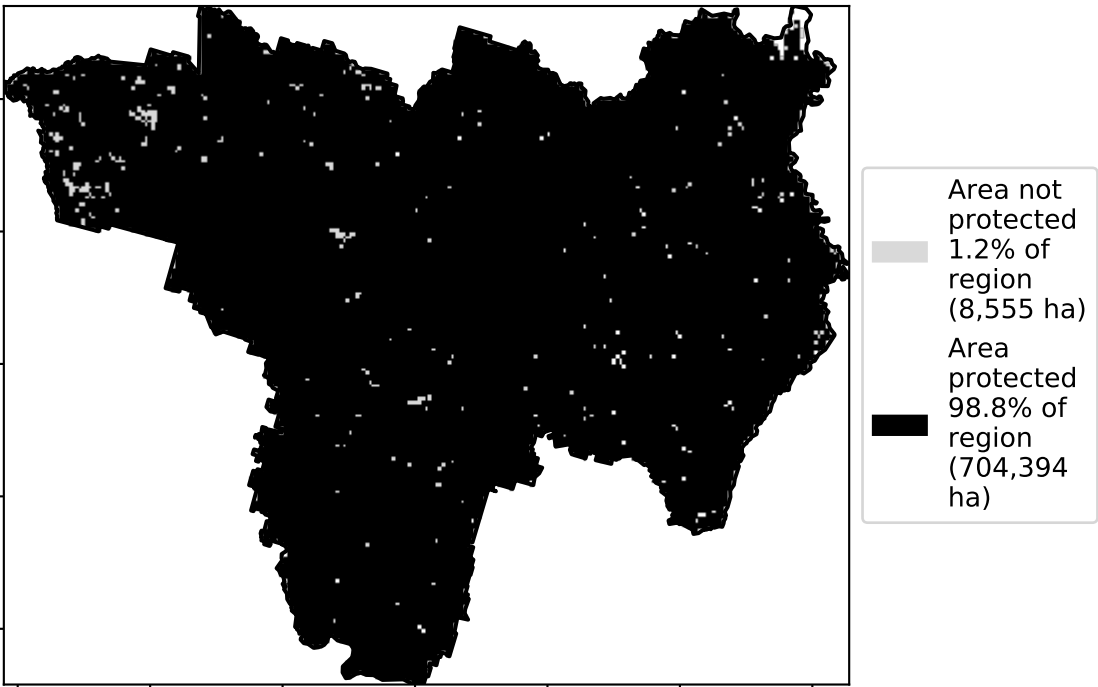 Area not
protected
1.2% of
region
(8,555 ha)
Area
protected
98.8% of
region
(704,394
ha)